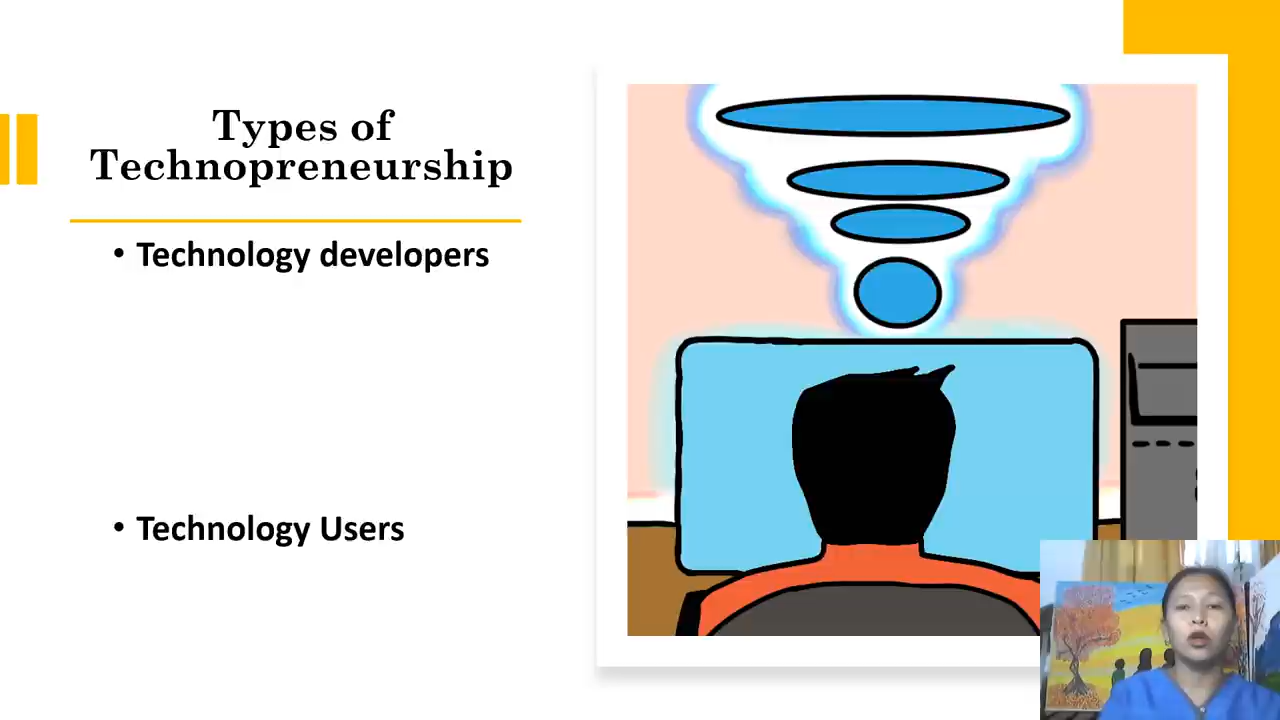 Types of
Technopreneurship
• Technology developers
• Technology Users